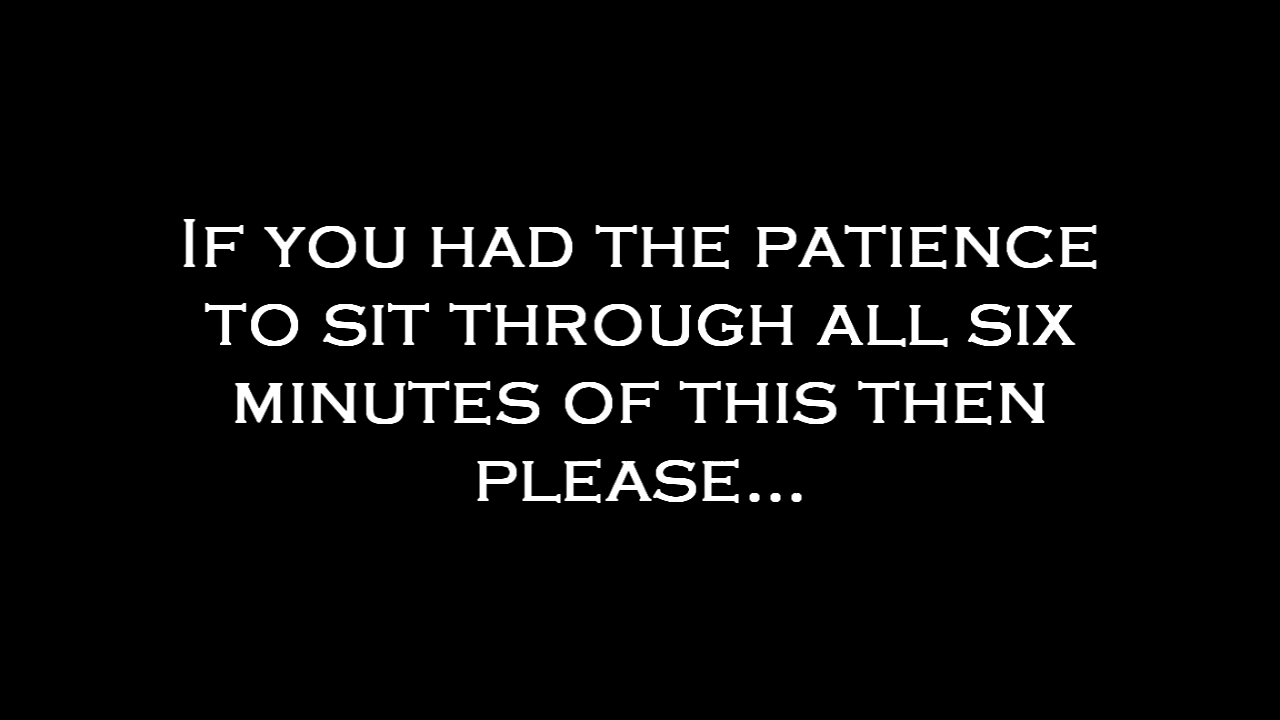 If you had the patience
to sit through all six
minutes of this then
please...